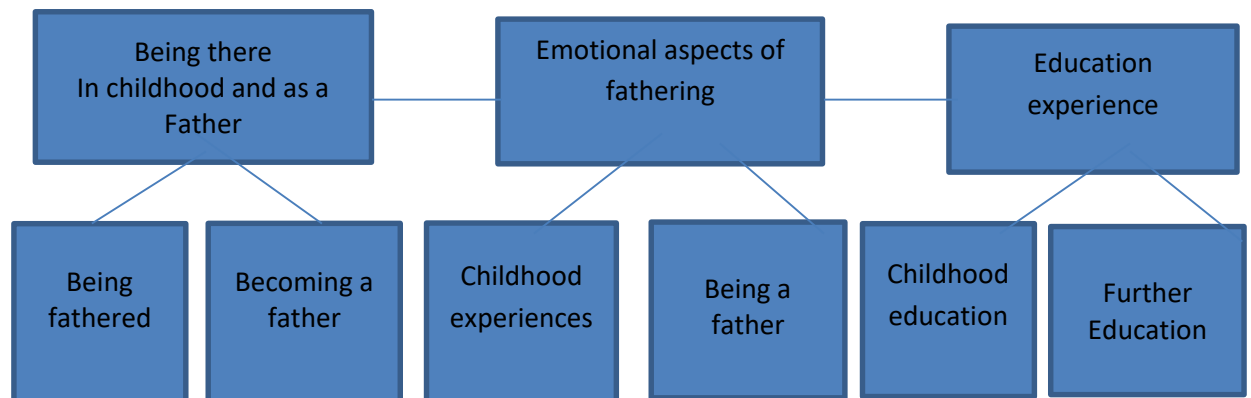 Being there
In childhood and as a
Father
Emotional aspects of
fathering
Education
experience
Being
fathered
Becoming a
father
Childhood
experiences
Being a
father
Childhood
education
Further
Education